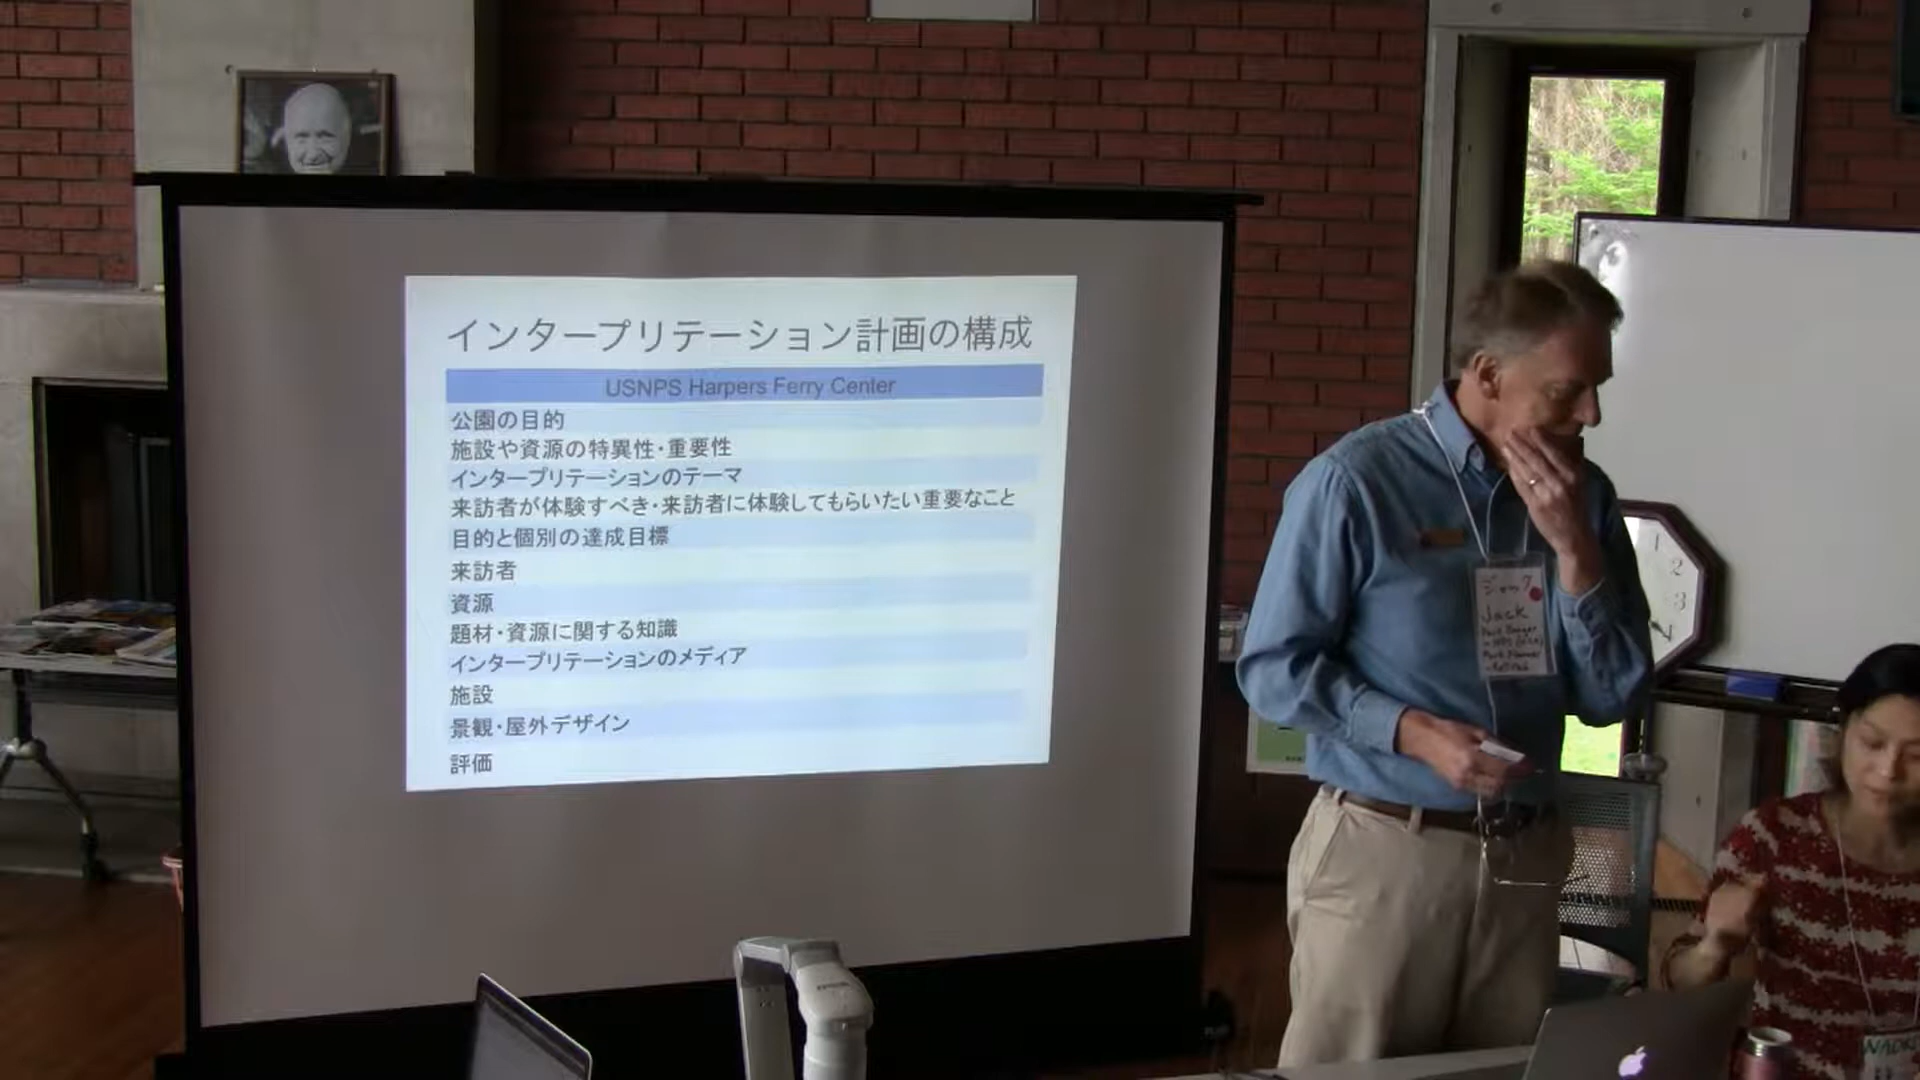 インタープリテーション計画の構成
USNPS Harpers Ferry Center
公園の目的
施設や資源の特異性・重要性
インタープリテーションのテーマ
来訪者が体験すべき・来訪者に体験してもらいたい重要なこと
目的と個別の達成目標
来訪者
資源
題材・資源に関する知識
インタープリテーションのメディア
施設
景観・屋外デザイン
評価
ジャック
Jack
Park Ranger
1
2
3
4